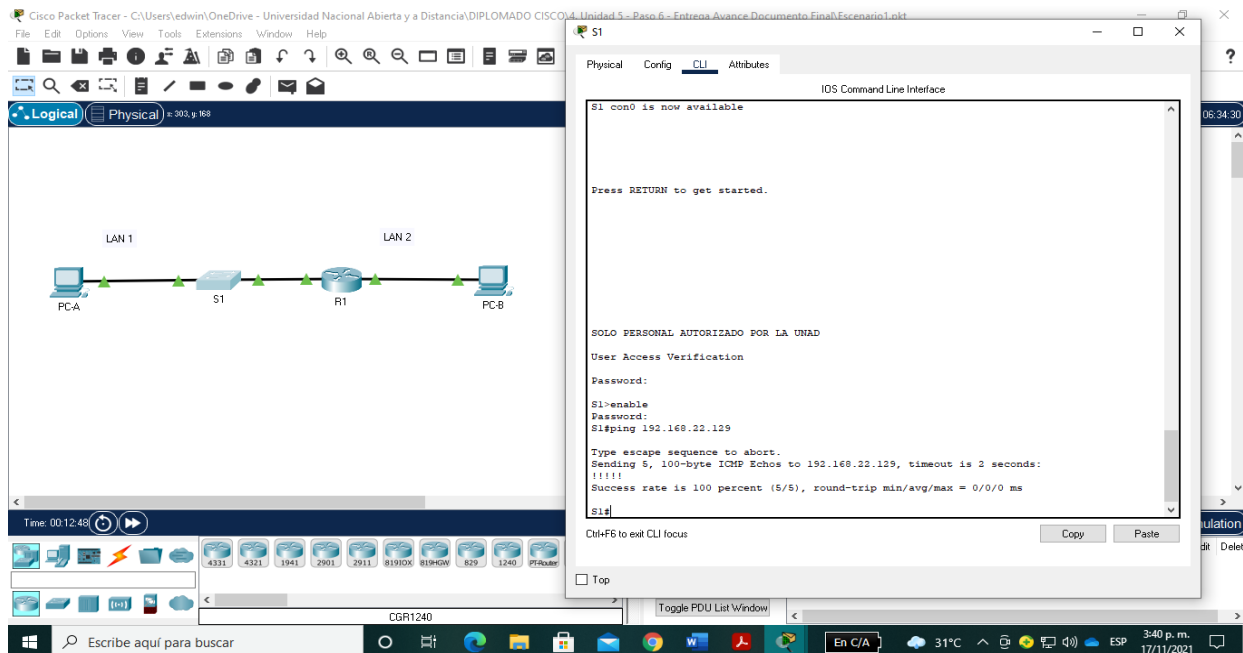 Cisco Packet Tracer - C:\Users\edwin\OneDrive - Universidad Nacional Abierta y a Distancia\DIPLOMADO CISCO\4. Unidad 5 - Paso 6 - Entrega Avance Documento Final\Escenario1.pkt
File Edit Options View Tools Extensions Window Help
Logical Physical x: 303, y: 168
06:34:30
LAN 1
LAN 2
PC-A
S1
R1
PC-B
S1
Physical Config CLI Attributes
IOS Command Line Interface
S1 con0 is now available
Press RETURN to get started.
SOLO PERSONAL AUTORIZADO POR LA UNAD
User Access Verification
Password:
S1>enable
Password:
S1#ping 192.168.22.129
Type escape sequence to abort.
Sending 5, 100-byte ICMP Echos to 192.168.22.129, timeout is 2 seconds:
!!!!!
Success rate is 100 percent (5/5), round-trip min/avg/max = 0/0/0 ms
S1#
Ctrl+F6 to exit CLI focus
Copy Paste
Top
Time: 00:12:48
ulation
dit Delet
4331 4321 1941 2901 2911 819IOX 819HGW 829 1240 PT-Router
CGR1240
Toggle PDU List Window
Escribe aquí para buscar
En C/A
31°C
ESP
3:40 p. m.
17/11/2021